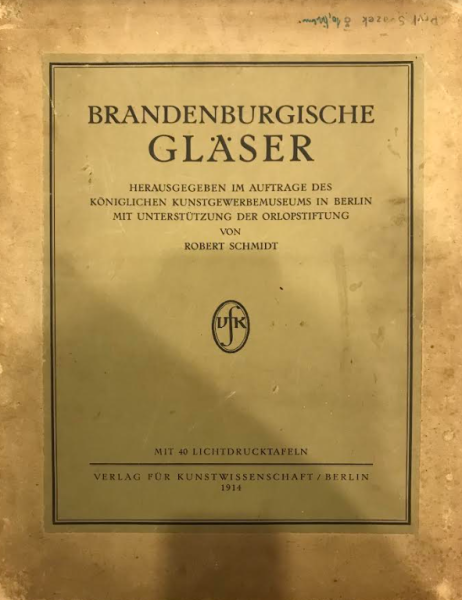 BRANDENBURGISCHE
GLÄSER
HERAUSGEGEBEN IM AUFTRAGE DES
KÖNIGLICHEN KUNSTGEWERBEMUSEUMS IN BERLIN
MIT UNTERSTÜTZUNG DER ORLOPSTIFTUNG
VON
ROBERT SCHMIDT
VfK
MIT 40 LICHTDRUCKTAFELN
VERLAG FÜR KUNSTWISSENSCHAFT / BERLIN
1914